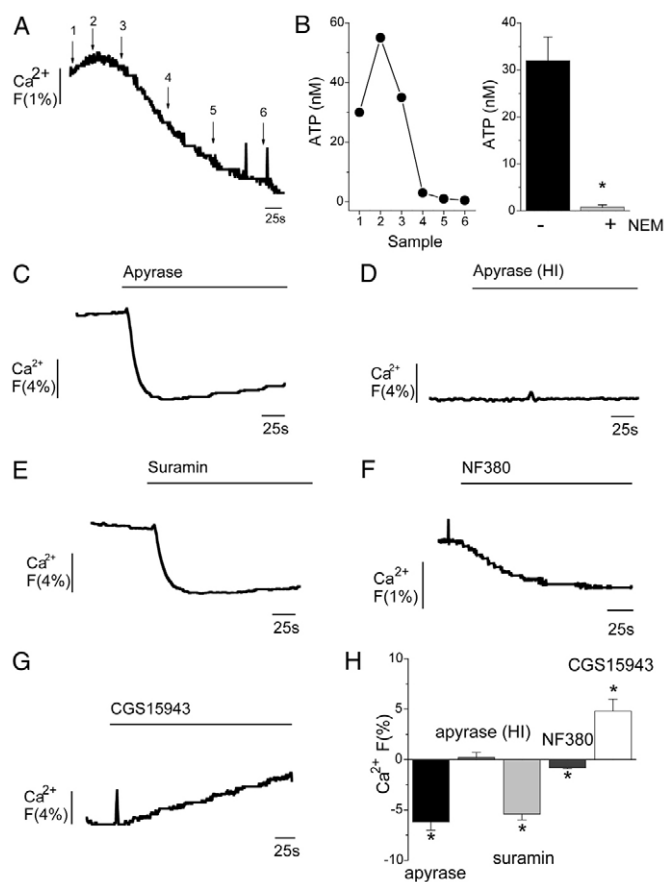 A
1
2
3
4
5
6
Ca2+
F(1%)
25s
B
ATP (nM)
60
40
20
0
1 2 3 4 5 6
Sample
ATP (nM)
40
30
20
10
0
*
- + NEM
C
Apyrase
Ca2+
F(4%)
25s
D
Apyrase (HI)
Ca2+
F(4%)
25s
E
Suramin
Ca2+
F(4%)
25s
F
NF380
Ca2+
F(1%)
25s
G
CGS15943
Ca2+
F(4%)
25s
H
CGS15943
Ca2+ F(%)
10
5
0
-5
-10
apyrase (HI)
NF380
*
*
*
*
suramin
apyrase